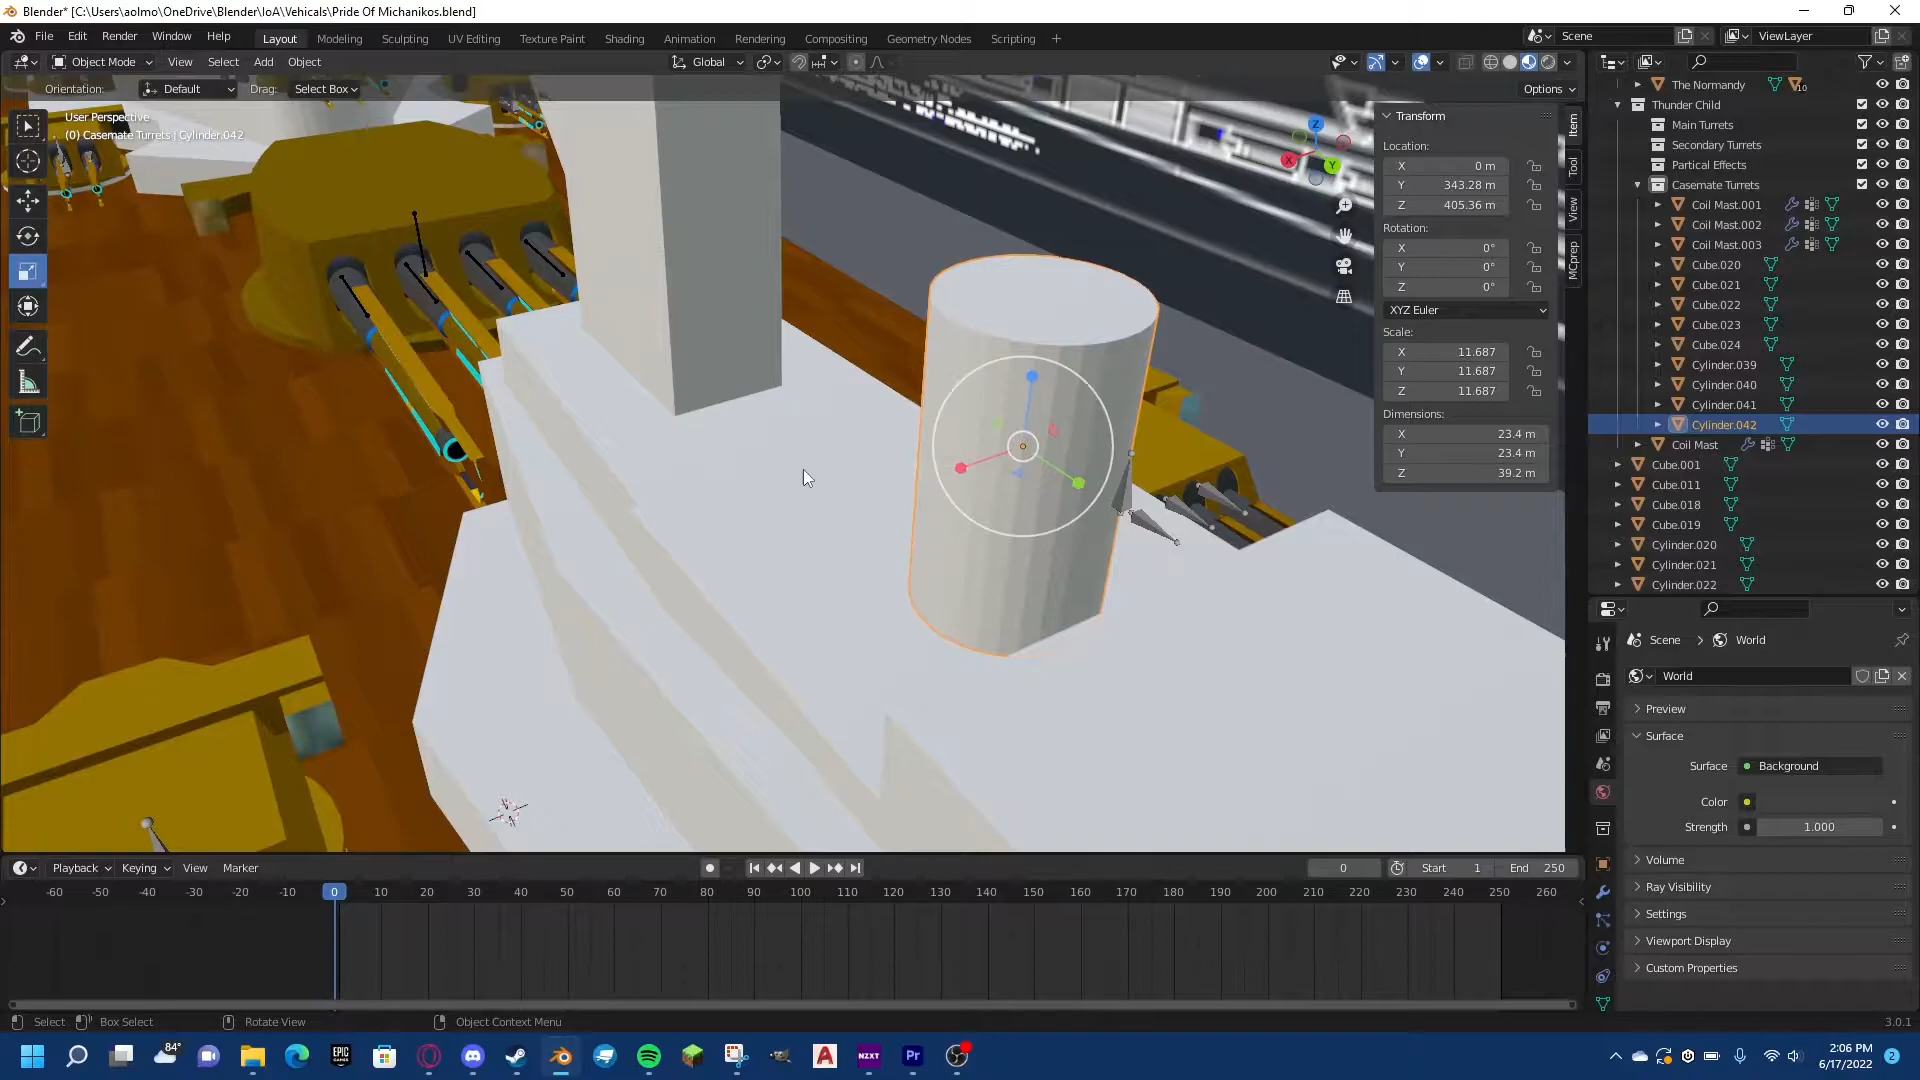 Blender* [C:\Users\aolmo\OneDrive\Blender\IoA\Vehicals\Pride Of Michanikos.blend]
File Edit Render Window Help Layout Modeling Sculpting UV Editing Texture Paint Shading Animation Rendering Compositing Geometry Nodes Scripting + Scene ViewLayer
Object Mode View Select Add Object Global
Orientation: Default Drag: Select Box Options
User Perspective
(0) Casemate Turrets | Cylinder.042
Z
X
Y
Transform
Location:
X 0 m
Y 343.28 m
Z 405.36 m
Rotation:
X 0°
Y 0°
Z 0°
XYZ Euler
Scale:
X 11.687
Y 11.687
Z 11.687
Dimensions:
X 23.4 m
Y 23.4 m
Z 39.2 m
Item
Tool
View
MCprep
The Normandy 10
Thunder Child
Main Turrets
Secondary Turrets
Partical Effects
Casemate Turrets
Coil Mast.001
Coil Mast.002
Coil Mast.003
Cube.020
Cube.021
Cube.022
Cube.023
Cube.024
Cylinder.039
Cylinder.040
Cylinder.041
Cylinder.042
Coil Mast
Cube.001
Cube.011
Cube.018
Cube.019
Cylinder.020
Cylinder.021
Cylinder.022
Scene > World
World
Preview
Surface
Surface Background
Color
Strength 1.000
Volume
Ray Visibility
Settings
Viewport Display
Custom Properties
Playback Keying View Marker 0 Start 1 End 250
-60 -50 -40 -30 -20 -10 0 10 20 30 40 50 60 70 80 90 100 110 120 130 140 150 160 170 180 190 200 210 220 230 240 250 260
Select Box Select Rotate View Object Context Menu 3.0.1
84°
EPIC GAMES
A
NZXT
Pr
2:06 PM
6/17/2022
2